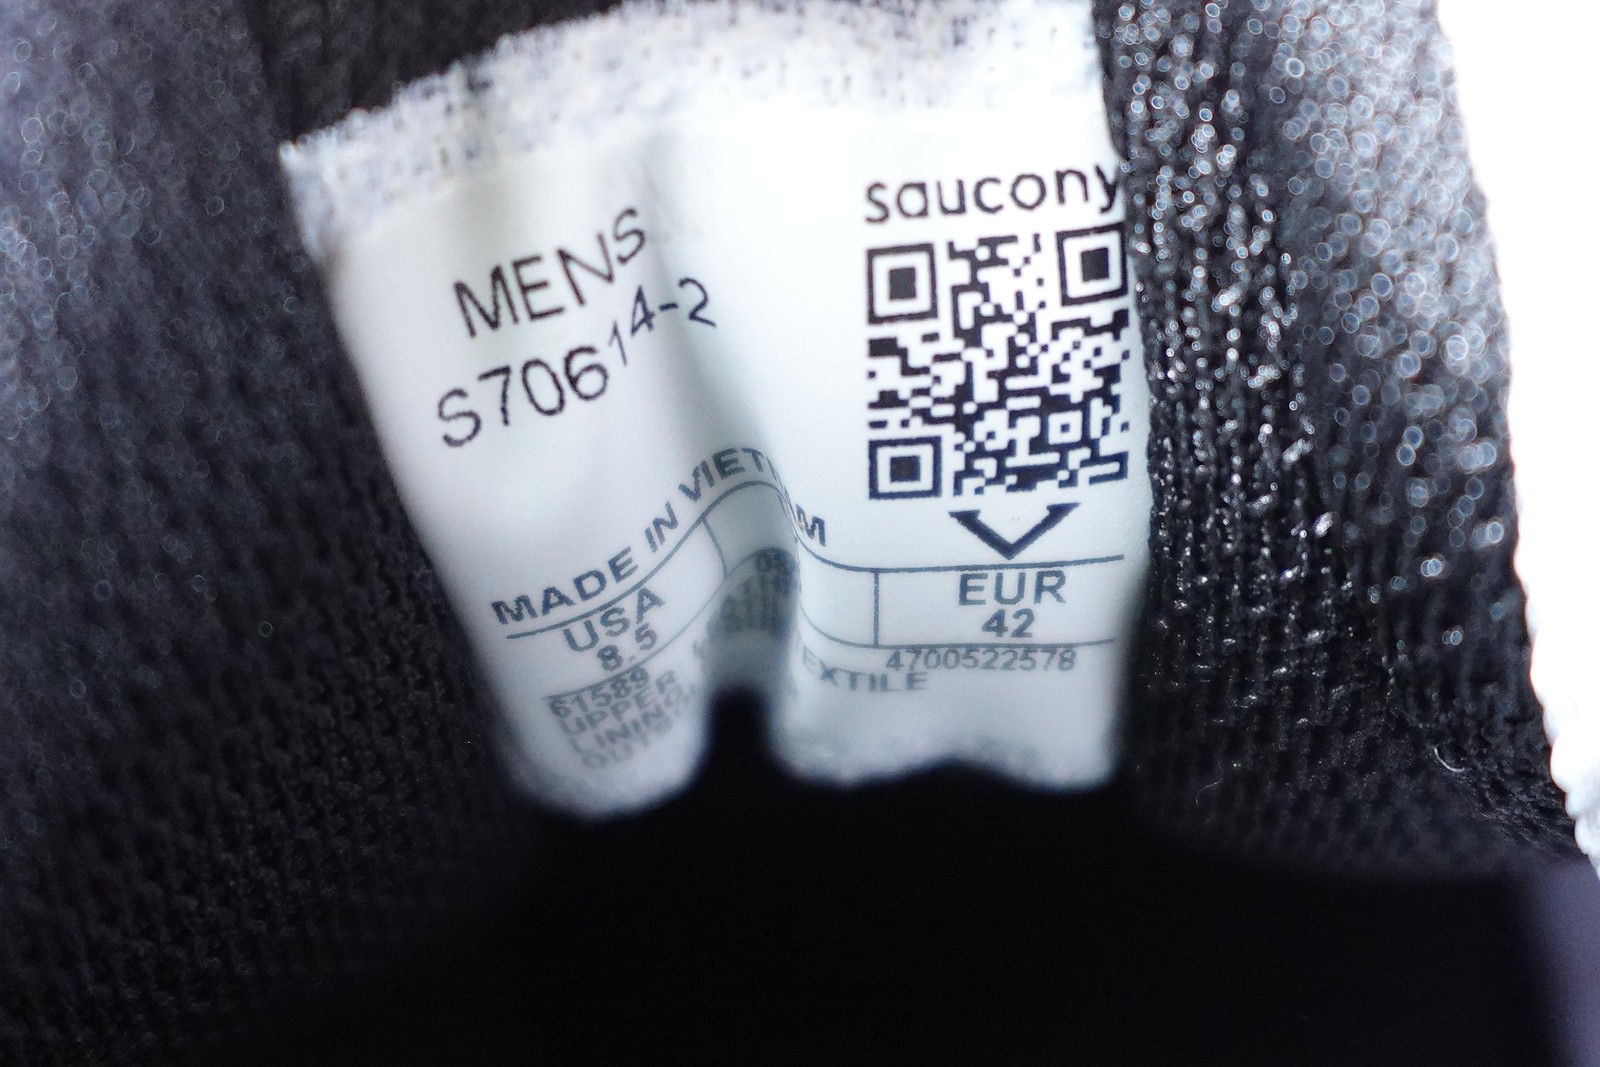 MENS
S70614-2
saucony
MADE IN VIETNAM
USA
8.5
EUR
42
61589
4700522578
UPPER
TEXTILE
LINING